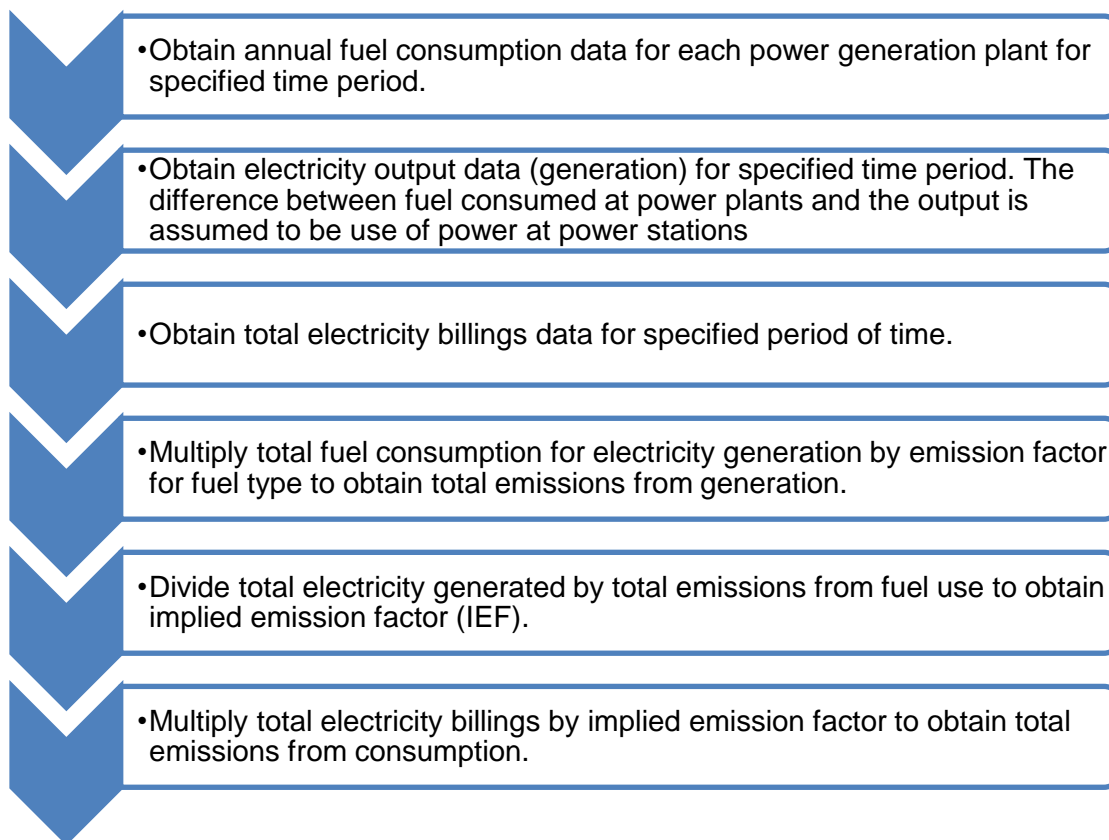 •Obtain annual fuel consumption data for each power generation plant for
specified time period.
•Obtain electricity output data (generation) for specified time period. The
difference between fuel consumed at power plants and the output is
assumed to be use of power at power stations
•Obtain total electricity billings data for specified period of time.
•Multiply total fuel consumption for electricity generation by emission factor
for fuel type to obtain total emissions from generation.
•Divide total electricity generated by total emissions from fuel use to obtain
implied emission factor (IEF).
•Multiply total electricity billings by implied emission factor to obtain total
emissions from consumption.